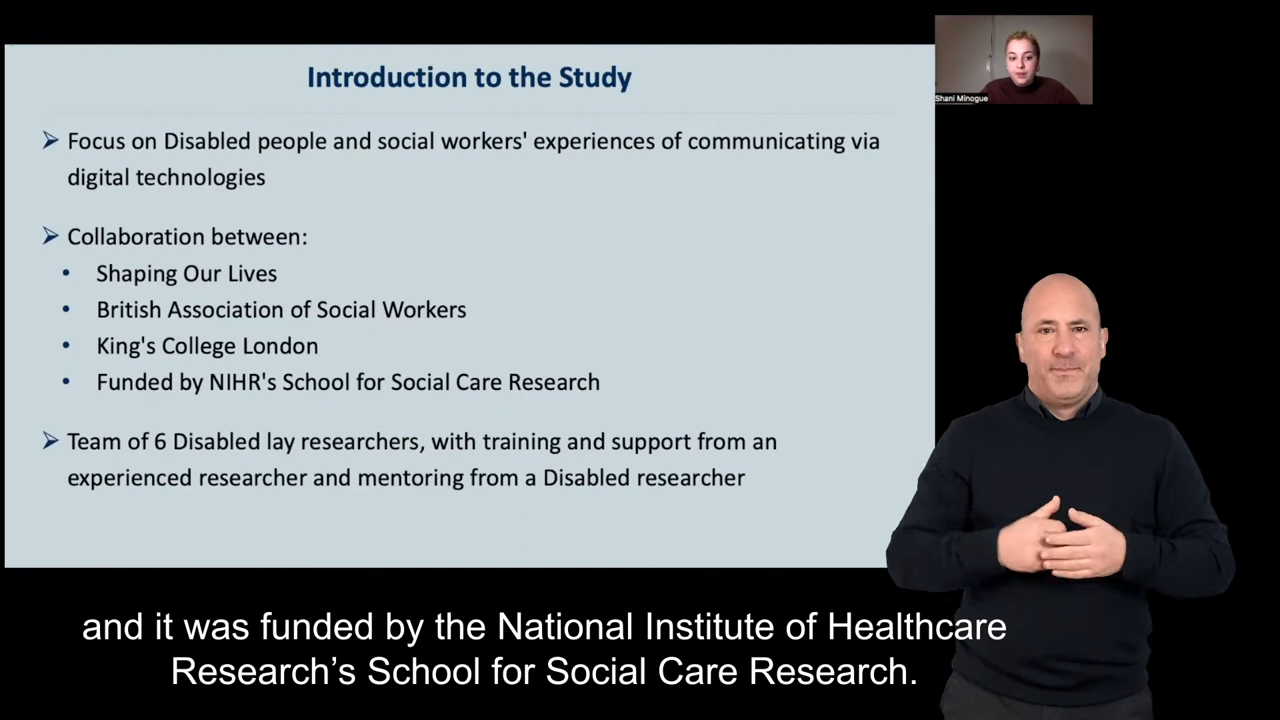 Introduction to the Study
Shani Minogue
➢ Focus on Disabled people and social workers' experiences of communicating via
digital technologies
➢ Collaboration between:
• Shaping Our Lives
• British Association of Social Workers
• King's College London
• Funded by NIHR's School for Social Care Research
➢ Team of 6 Disabled lay researchers, with training and support from an
experienced researcher and mentoring from a Disabled researcher
and it was funded by the National Institute of Healthcare
Research’s School for Social Care Research.